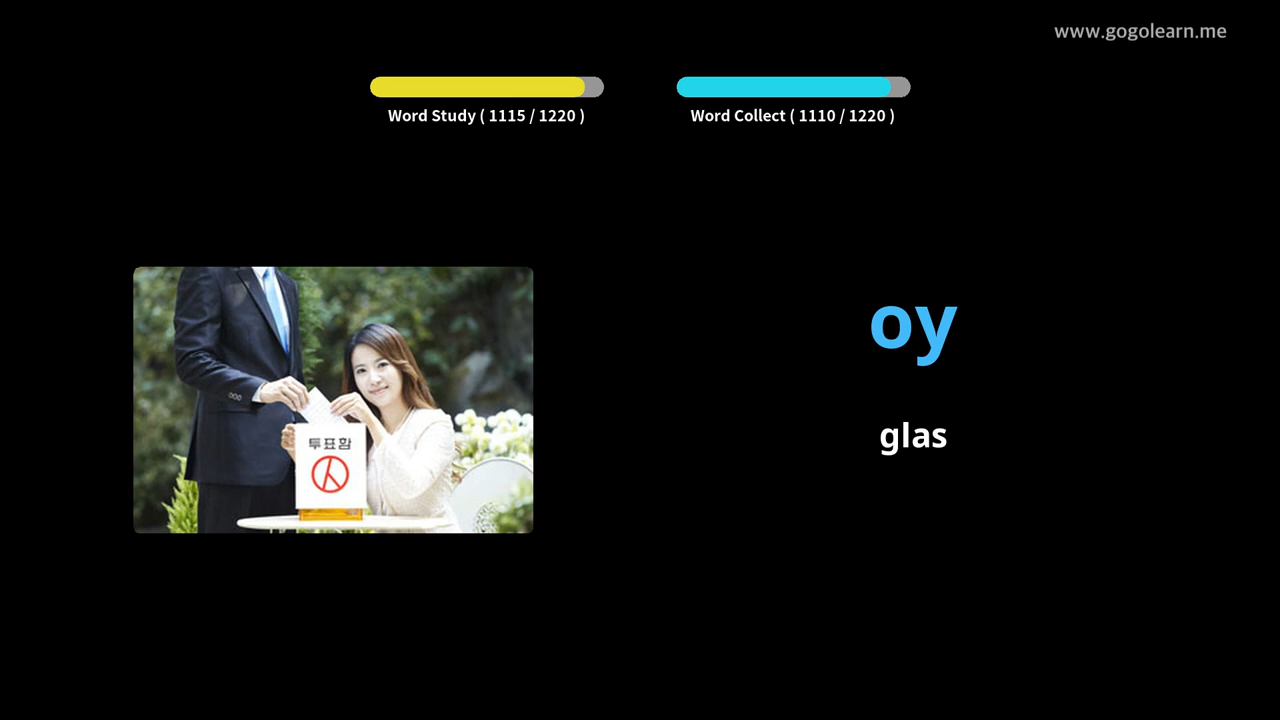 www.gogolearn.me
Word Study ( 1115 / 1220 )
Word Collect ( 1110 / 1220 )
oy
glas
투표함